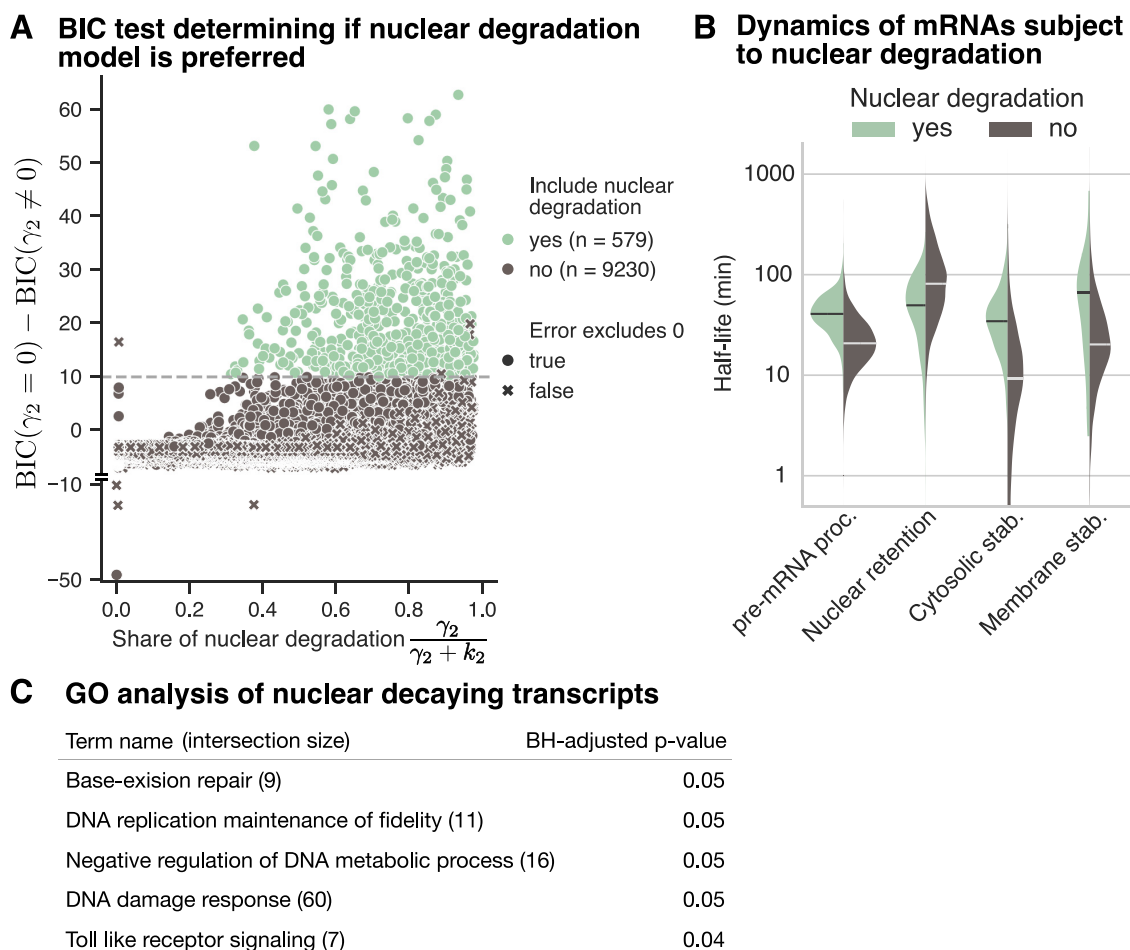 A BIC test determining if nuclear degradation
model is preferred
BIC(γ₂ = 0) − BIC(γ₂ ≠ 0)
60
50
40
30
20
10
0
−10
−50
0.0 0.2 0.4 0.6 0.8 1.0
Share of nuclear degradation γ₂ / (γ₂ + k₂)
Include nuclear
degradation
yes (n = 579)
no (n = 9230)
Error excludes 0
true
false
B Dynamics of mRNAs subject
to nuclear degradation
Nuclear degradation
yes no
Half-life (min)
1000
100
10
1
pre-mRNA proc.
Nuclear retention
Cytosolic stab.
Membrane stab.
C GO analysis of nuclear decaying transcripts
Term name (intersection size) BH-adjusted p-value
Base-exision repair (9) 0.05
DNA replication maintenance of fidelity (11) 0.05
Negative regulation of DNA metabolic process (16) 0.05
DNA damage response (60) 0.05
Toll like receptor signaling (7) 0.04